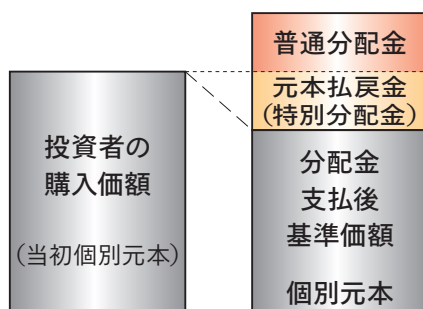 投資者の
購入価額
(当初個別元本)
普通分配金
元本払戻金
(特別分配金)
分配金
支払後
基準価額
個別元本